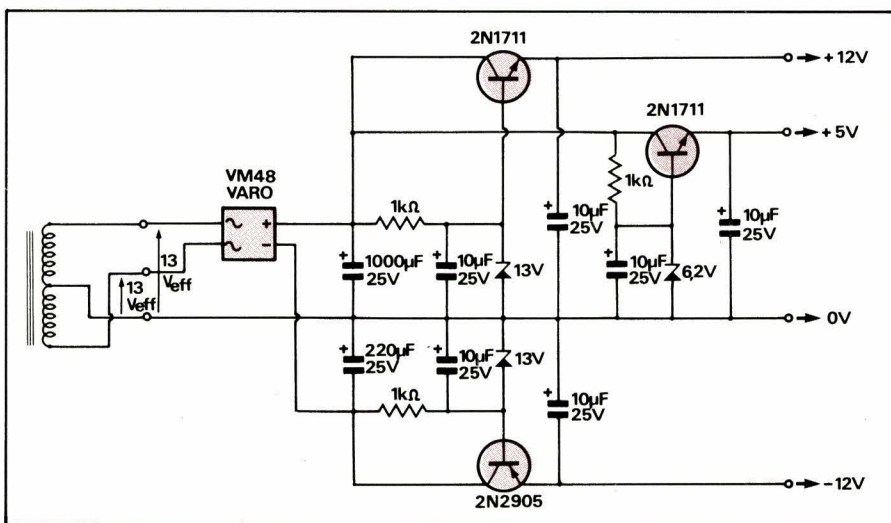 2N1711
+12V
2N1711
+5V
VM48
VARO
1kΩ
1kΩ
+
-
13
Veff
13
Veff
+
1000µF
25V
+
10µF
25V
13V
+
10µF
25V
+
10µF
25V
6,2V
+
10µF
25V
0V
+
220µF
25V
+
10µF
25V
13V
1kΩ
+
10µF
25V
2N2905
-12V